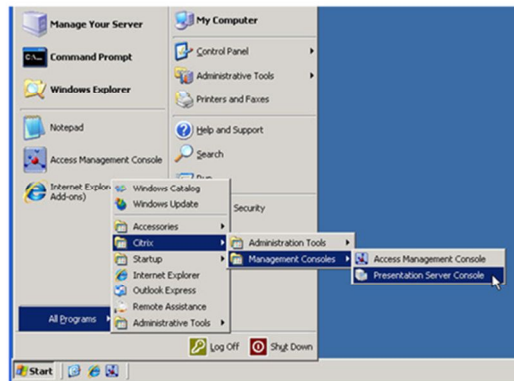 Manage Your Server
Command Prompt
Windows Explorer
Notepad
Access Management Console
Internet Explor
Add-ons)
My Computer
Control Panel
Administrative Tools
Printers and Faxes
Help and Support
Search
Run
Security
Windows Catalog
Windows Update
Accessories
Citrix
Startup
Internet Explorer
Outlook Express
Remote Assistance
Administrative Tools
Administration Tools
Management Consoles
Access Management Console
Presentation Server Console
All Programs
Log Off
Shut Down
Start